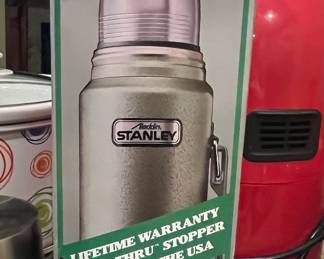 Aladdin
STANLEY
LIFETIME WARRANTY
THRU STOPPER
THE USA